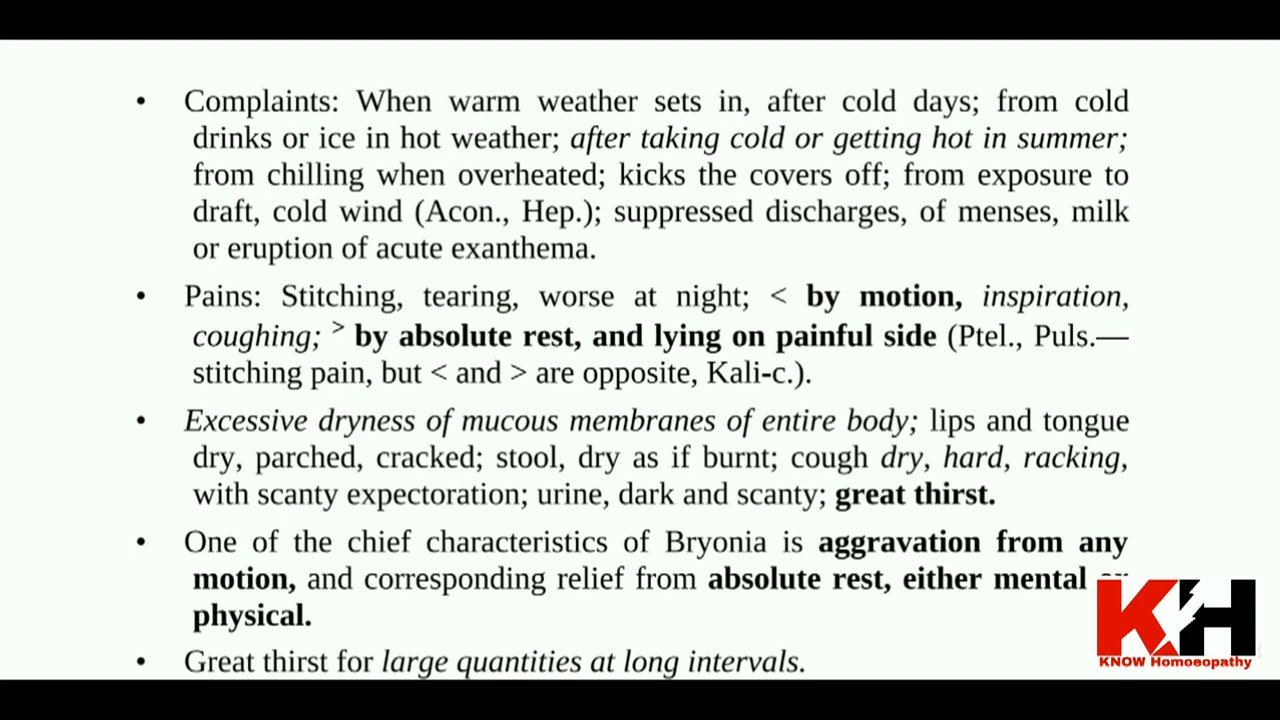 • Complaints: When warm weather sets in, after cold days; from cold
drinks or ice in hot weather; after taking cold or getting hot in summer;
from chilling when overheated; kicks the covers off; from exposure to
draft, cold wind (Acon., Hep.); suppressed discharges, of menses, milk
or eruption of acute exanthema.
• Pains: Stitching, tearing, worse at night; < by motion, inspiration,
coughing; > by absolute rest, and lying on painful side (Ptel., Puls.—
stitching pain, but < and > are opposite, Kali-c.).
• Excessive dryness of mucous membranes of entire body; lips and tongue
dry, parched, cracked; stool, dry as if burnt; cough dry, hard, racking,
with scanty expectoration; urine, dark and scanty; great thirst.
• One of the chief characteristics of Bryonia is aggravation from any
motion, and corresponding relief from absolute rest, either mental
physical.
• Great thirst for large quantities at long intervals.
KH
KNOW Homoeopathy